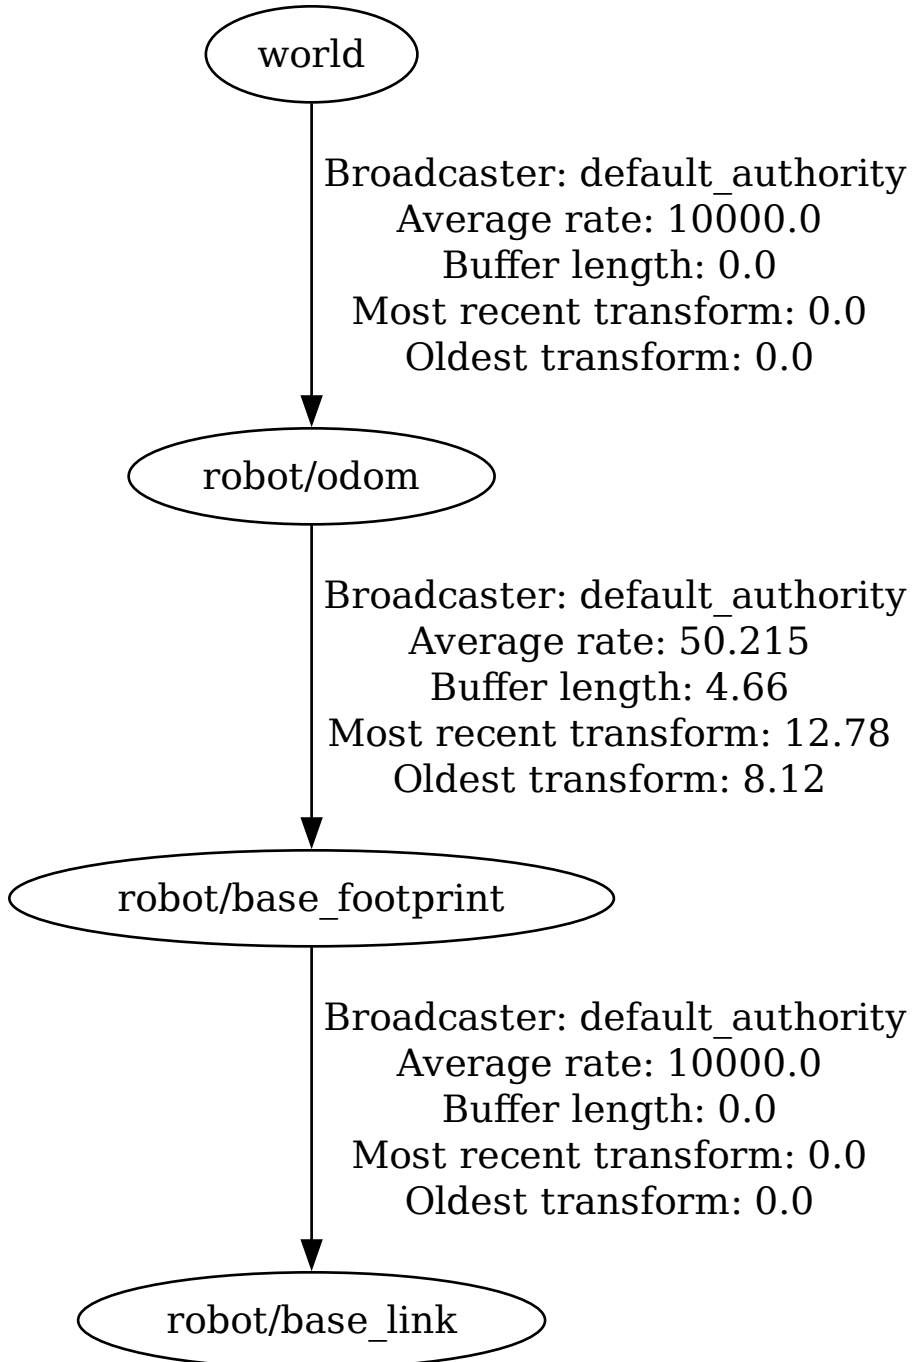 world
Broadcaster: default_authority
Average rate: 10000.0
Buffer length: 0.0
Most recent transform: 0.0
Oldest transform: 0.0
robot/odom
Broadcaster: default_authority
Average rate: 50.215
Buffer length: 4.66
Most recent transform: 12.78
Oldest transform: 8.12
robot/base_footprint
Broadcaster: default_authority
Average rate: 10000.0
Buffer length: 0.0
Most recent transform: 0.0
Oldest transform: 0.0
robot/base_link